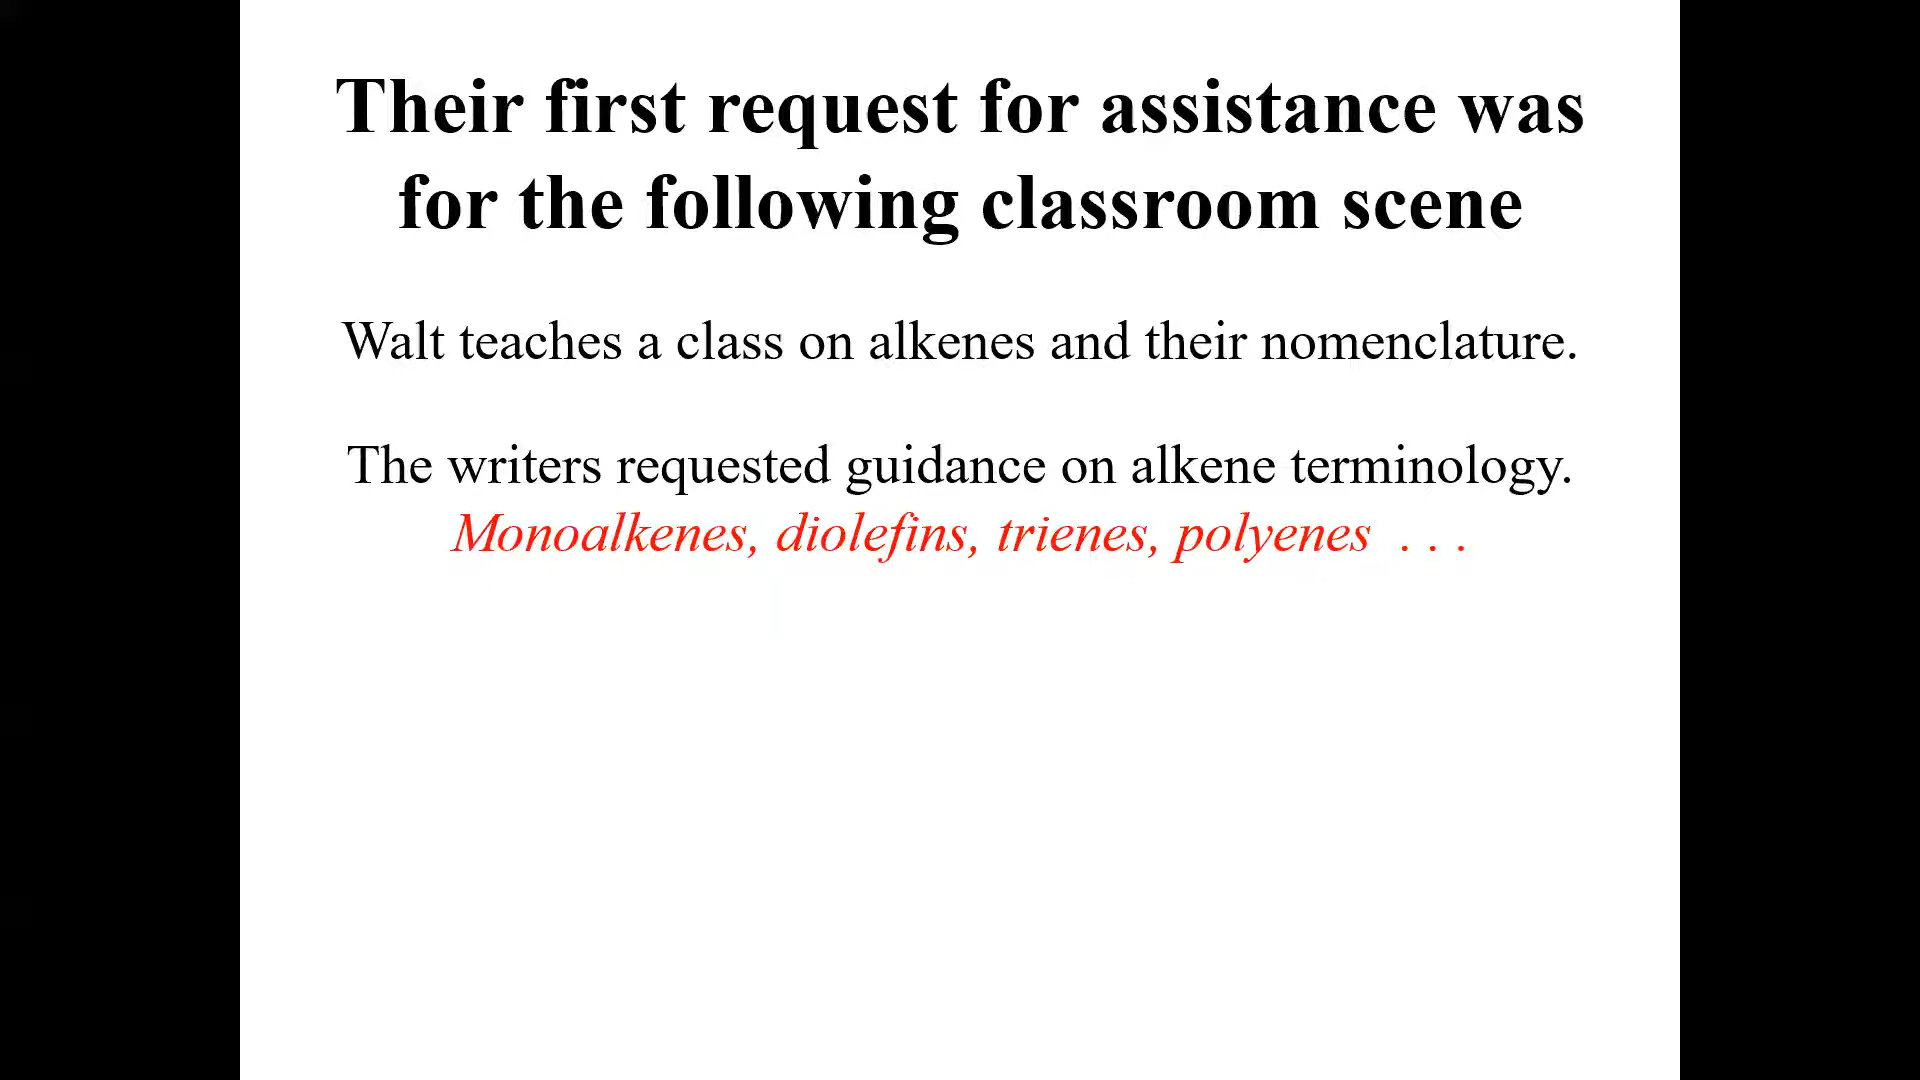 Their first request for assistance was
for the following classroom scene
Walt teaches a class on alkenes and their nomenclature.
The writers requested guidance on alkene terminology.
Monoalkenes, diolefins, trienes, polyenes . . .